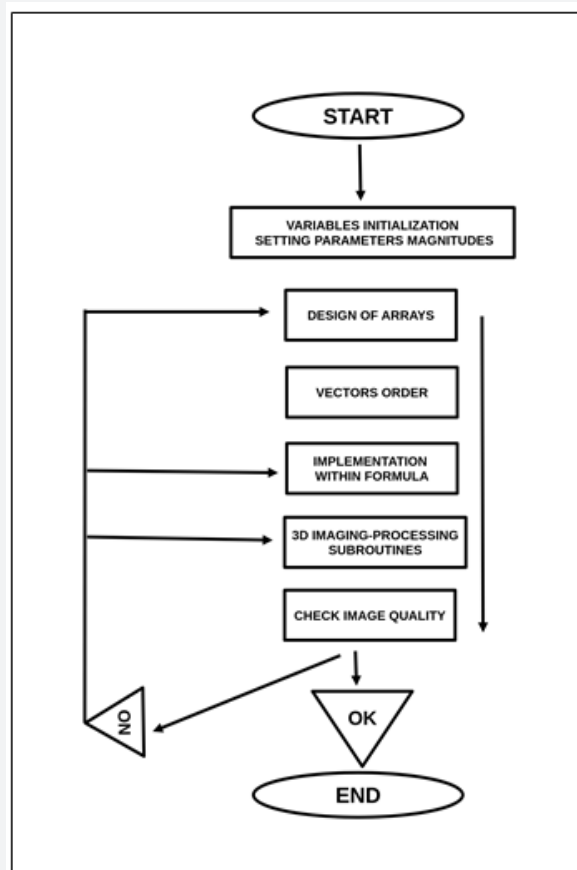 START
VARIABLES INITIALIZATION
SETTING PARAMETERS MAGNITUDES
DESIGN OF ARRAYS
VECTORS ORDER
IMPLEMENTATION
WITHIN FORMULA
3D IMAGING-PROCESSING
SUBROUTINES
CHECK IMAGE QUALITY
NO
OK
END